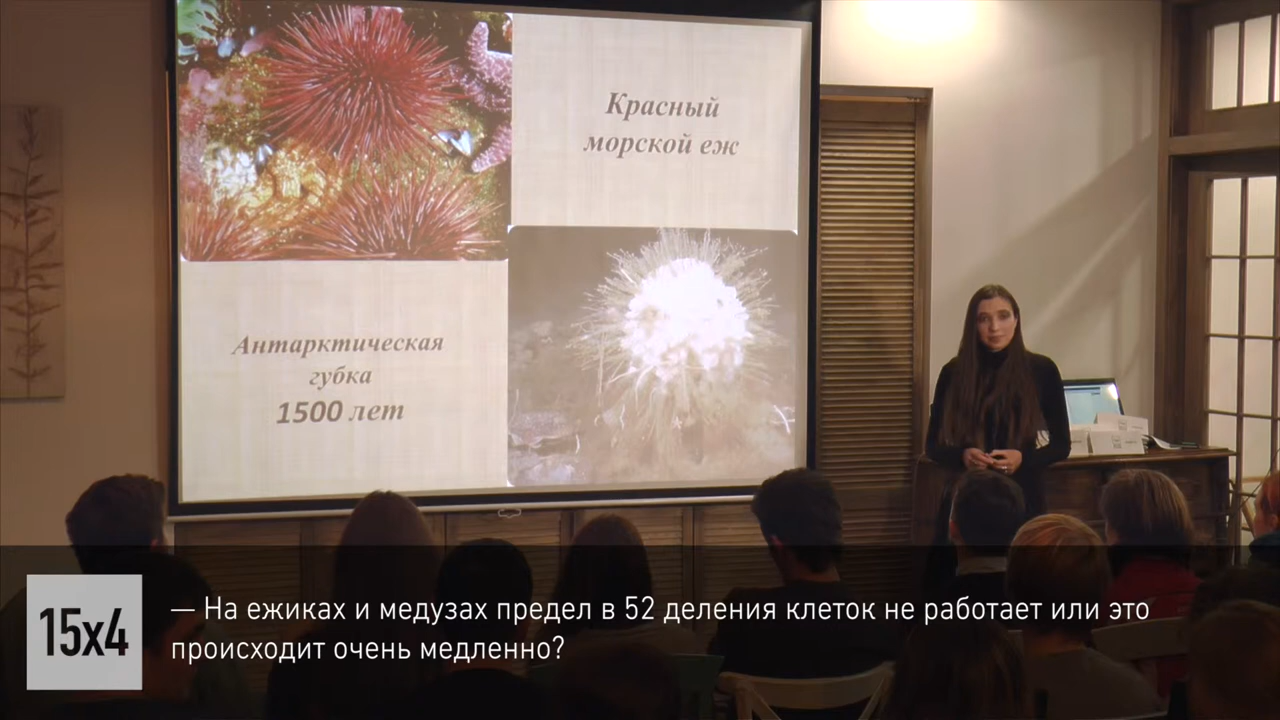 Красный
морской еж
Антарктическая
губка
1500 лет
15x4
— На ежиках и медузах предел в 52 деления клеток не работает или это
происходит очень медленно?